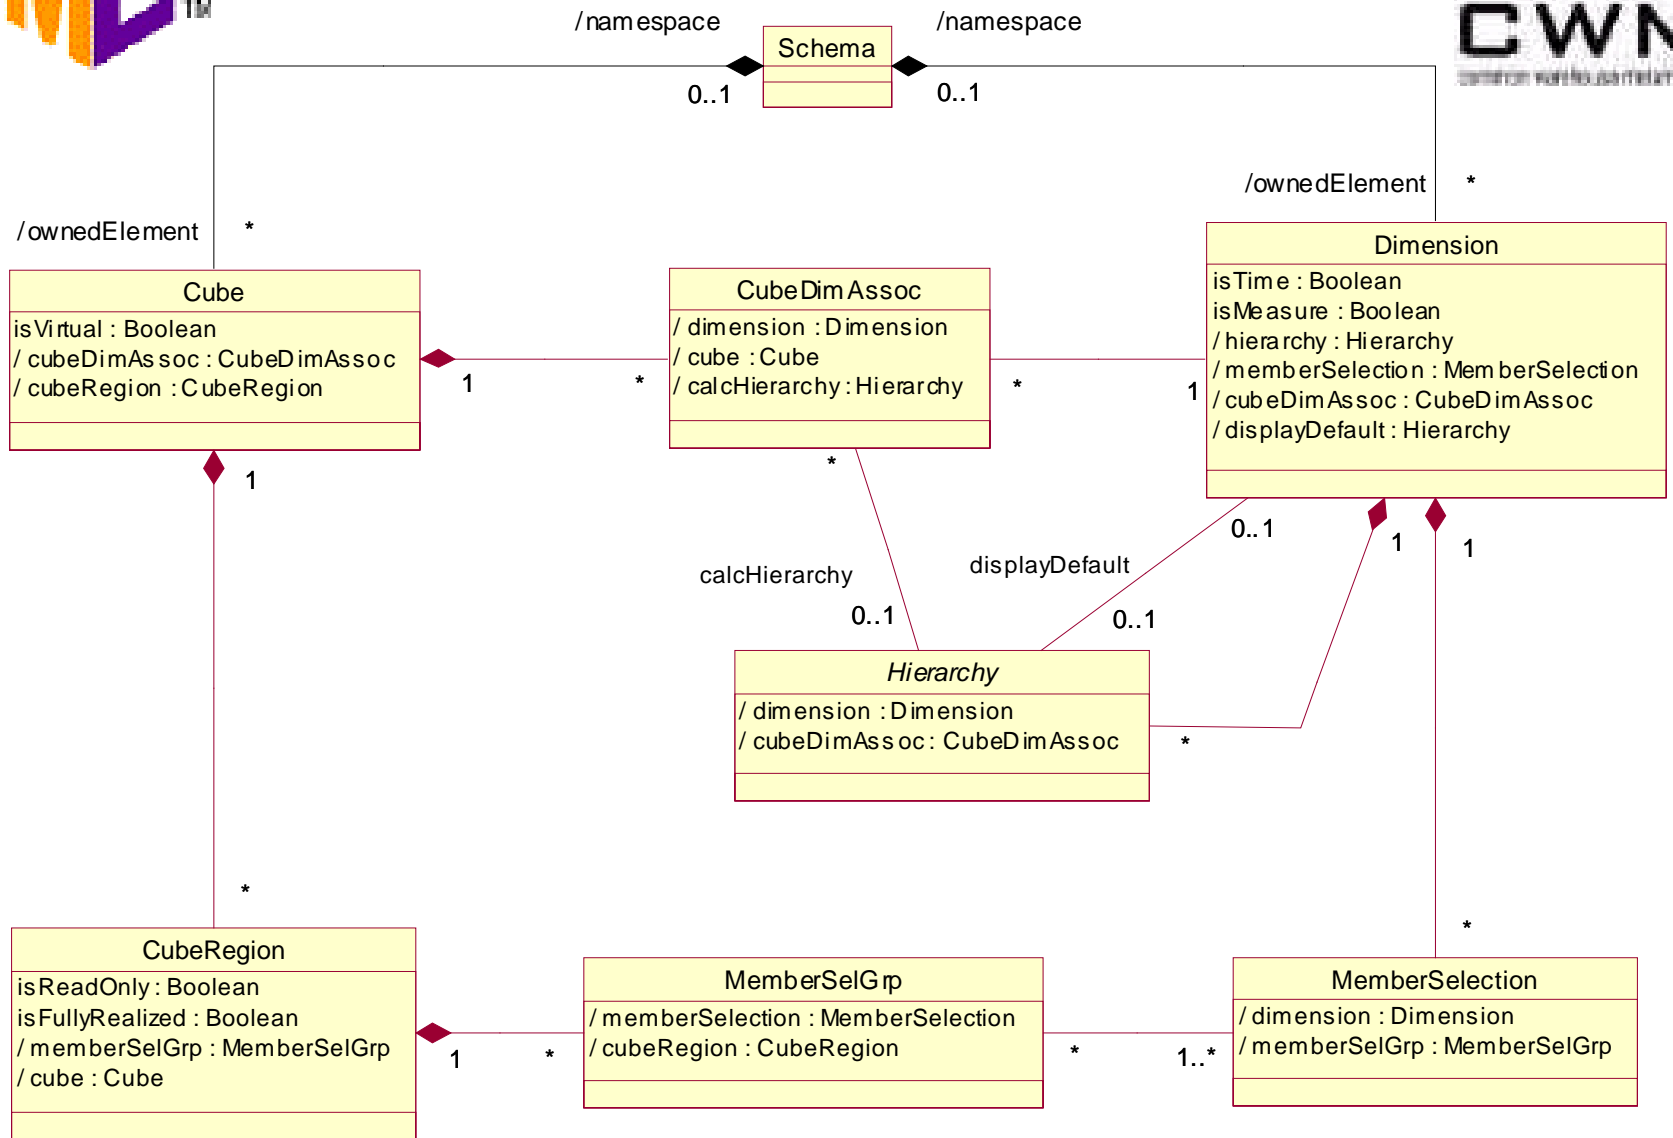 TM
CWM
/namespace
Schema
/namespace
0..1
0..1
/ownedElement
*
/ownedElement
*
Cube
isVirtual : Boolean
/ cubeDimAssoc : CubeDimAssoc
/ cubeRegion : CubeRegion
1
*
1
CubeDimAssoc
/ dimension : Dimension
/ cube : Cube
/ calcHierarchy : Hierarchy
*
1
*
Dimension
isTime : Boolean
isMeasure : Boolean
/ hierarchy : Hierarchy
/ memberSelection : MemberSelection
/ cubeDimAssoc : CubeDimAssoc
/ displayDefault : Hierarchy
0..1
1
1
calcHierarchy
displayDefault
0..1
0..1
Hierarchy
/ dimension : Dimension
/ cubeDimAssoc : CubeDimAssoc
*
*
*
CubeRegion
isReadOnly : Boolean
isFullyRealized : Boolean
/ memberSelGrp : MemberSelGrp
/ cube : Cube
1
*
MemberSelGrp
/ memberSelection : MemberSelection
/ cubeRegion : CubeRegion
*
1..*
MemberSelection
/ dimension : Dimension
/ memberSelGrp : MemberSelGrp